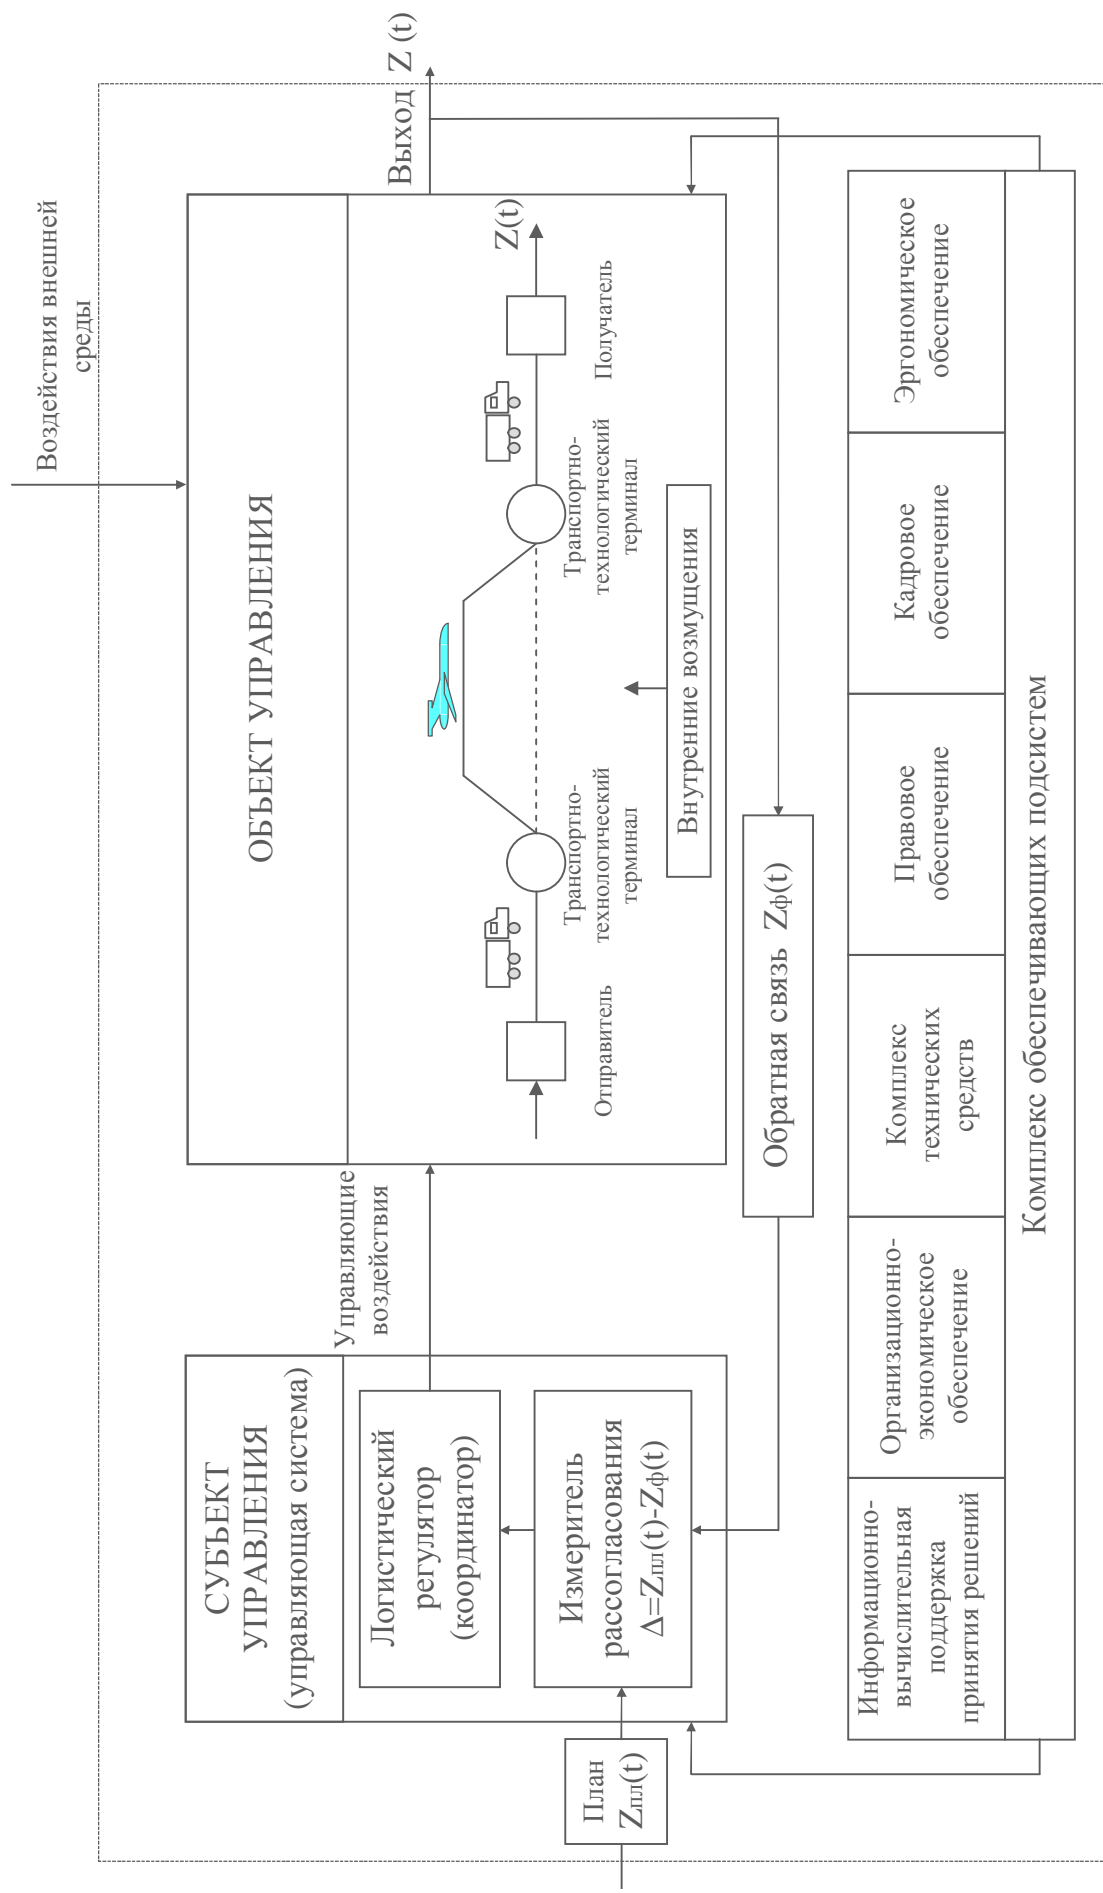 Воздействия внешней
среды
СУБЪЕКТ
УПРАВЛЕНИЯ
(управляющая система)
Логистический
регулятор
(координатор)
Измеритель
рассогласования
Δ=Zпл(t)-Zф(t)
План
Zпл(t)
Управляющие
воздействия
ОБЪЕКТ УПРАВЛЕНИЯ
Отправитель
Транспортно-
технологический
терминал
Транспортно-
технологический
терминал
Получатель
Z(t)
Внутренние возмущения
Выход Z (t)
Обратная связь Zф(t)
Информационно-
вычислительная
поддержка
принятия решений
Организационно-
экономическое
обеспечение
Комплекс
технических
средств
Правовое
обеспечение
Кадровое
обеспечение
Эргономическое
обеспечение
Комплекс обеспечивающих подсистем